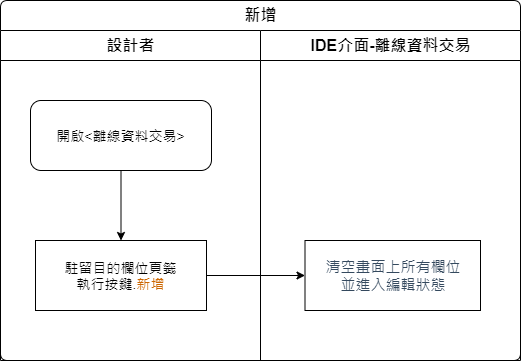 新增
設計者
IDE介面-離線資料交易
開啟<離線資料交易>
駐留目的欄位頁籤
執行按鍵.新增
清空畫面上所有欄位
並進入編輯狀態